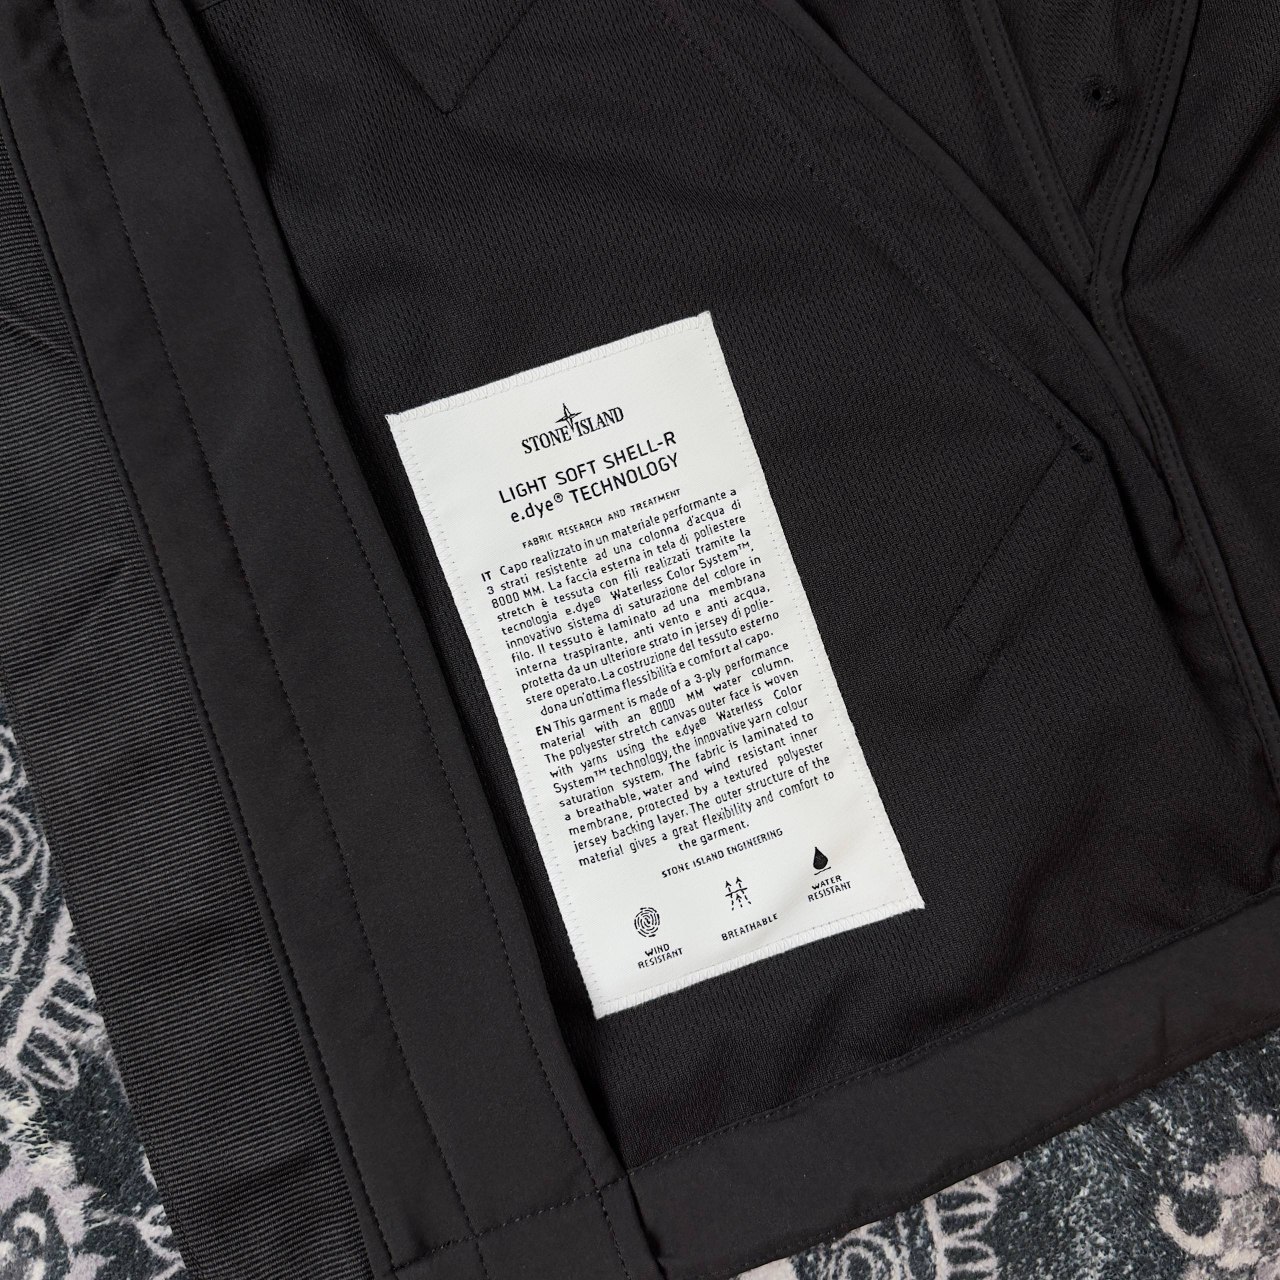 STONE ISLAND
LIGHT SOFT SHELL-R
e.dye® TECHNOLOGY
FABRIC RESEARCH AND TREATMENT
IT Capo realizzato in un materiale performante a
3 strati resistente ad una colonna d'acqua di
8000 MM. La faccia esterna in tela di poliestere
stretch è tessuta con fili realizzati tramite la
tecnologia e.dye® Waterless Color System™,
innovativo sistema di saturazione del colore in
filo. Il tessuto è laminato ad una membrana
interna traspirante, anti vento e anti acqua,
protetta da un ulteriore strato in jersey di polie-
stere operato. La costruzione del tessuto esterno
dona un'ottima flessibilità e comfort al capo.
EN This garment is made of a 3-ply performance
material with an 8000 MM water column.
The polyester stretch canvas outer face is woven
with yarns using the e.dye® Waterless Color
System™ technology, the innovative yarn colour
saturation system. The fabric is laminated to
a breathable, water and wind resistant inner
membrane, protected by a textured polyester
jersey backing layer. The outer structure of the
material gives a great flexibility and comfort to
the garment.
STONE ISLAND ENGINEERING
WIND
RESISTANT
BREATHABLE
WATER
RESISTANT